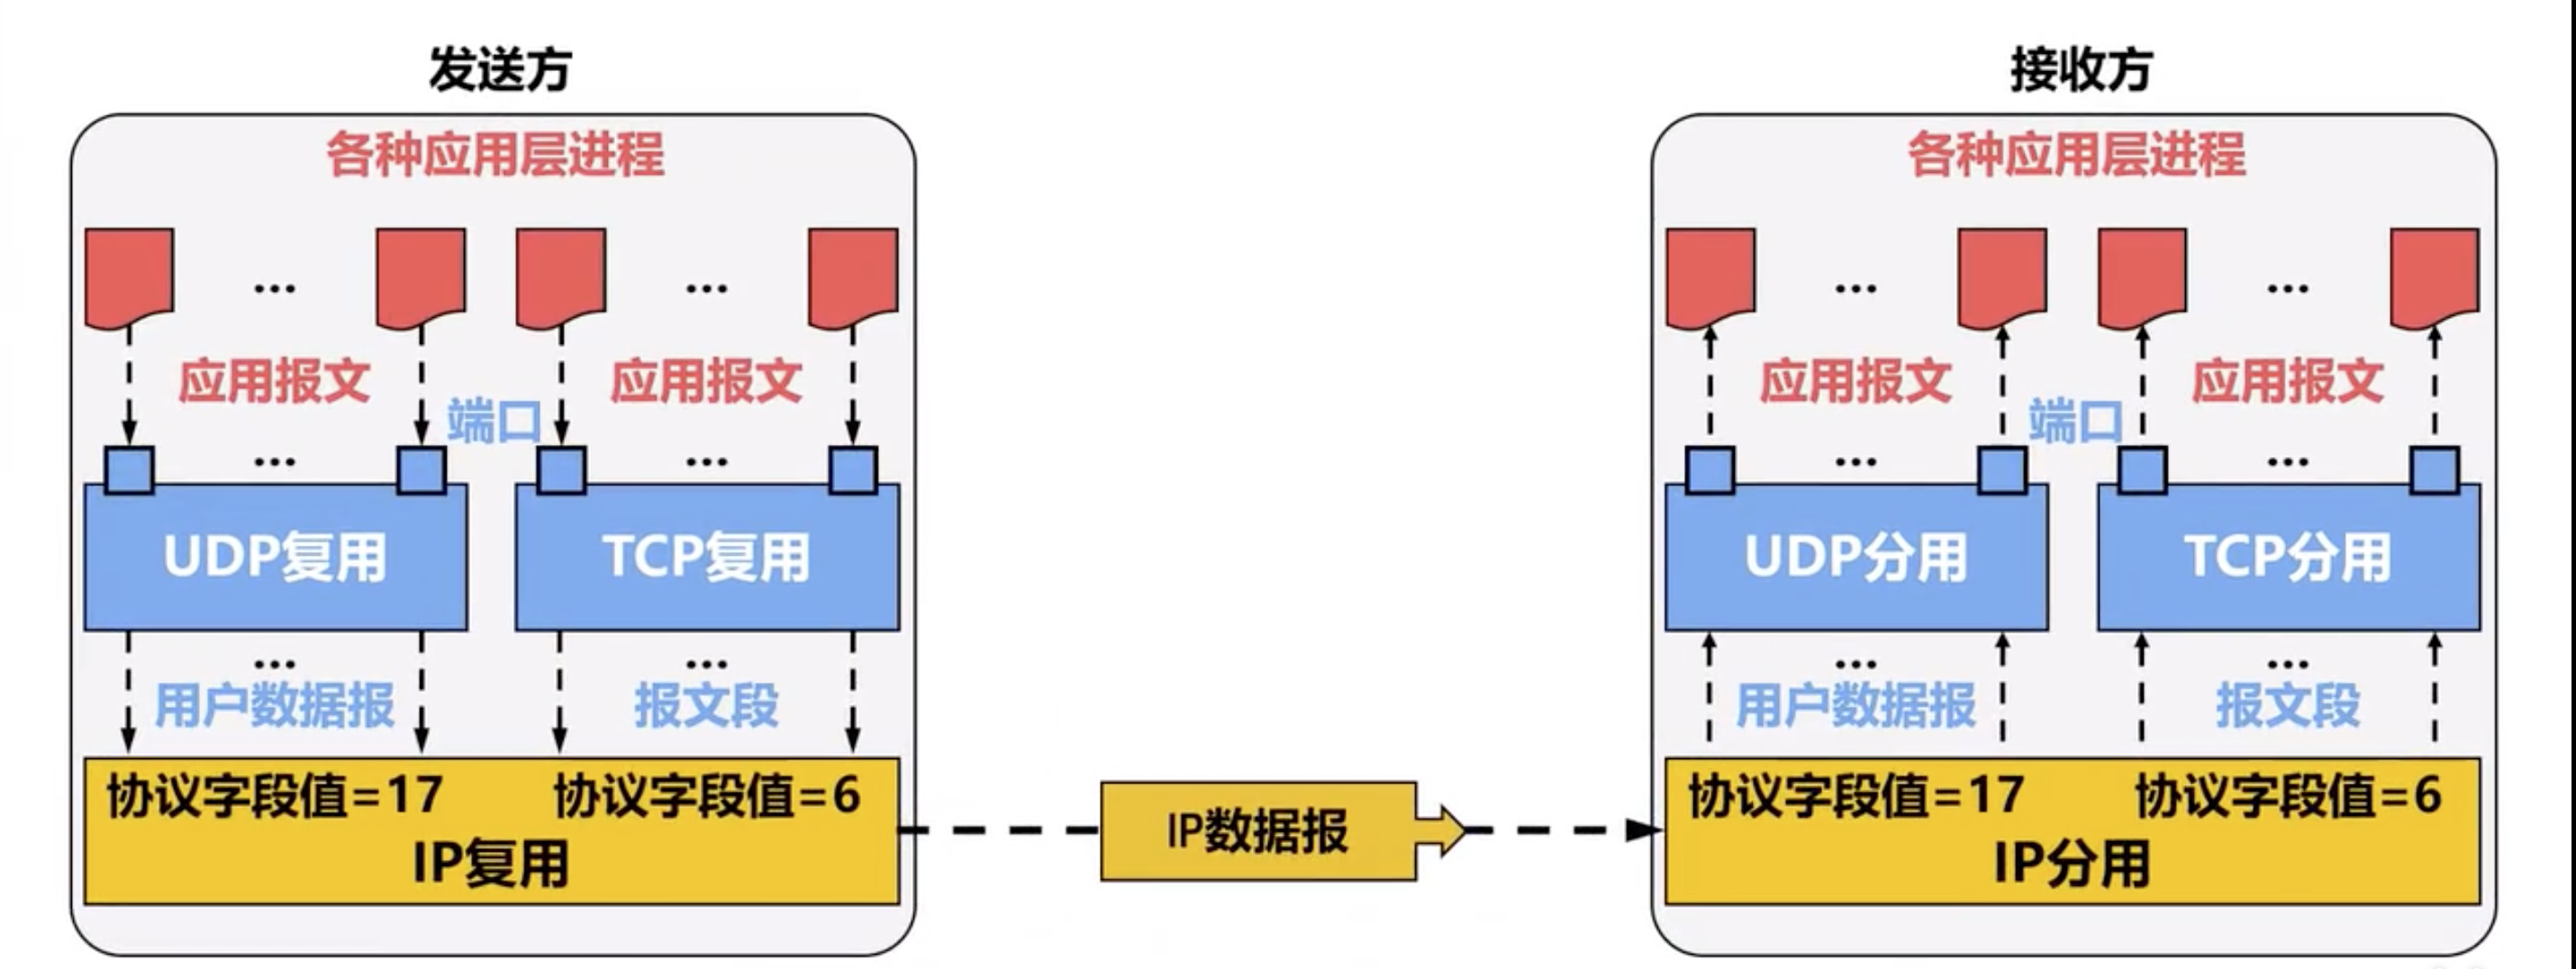 发送方
各种应用层进程
...
...
应用报文
应用报文
端口
...
...
UDP复用
TCP复用
...
...
用户数据报
报文段
协议字段值=17
协议字段值=6
IP复用
IP数据报
接收方
各种应用层进程
...
...
应用报文
应用报文
端口
...
...
UDP分用
TCP分用
...
...
用户数据报
报文段
协议字段值=17
协议字段值=6
IP分用